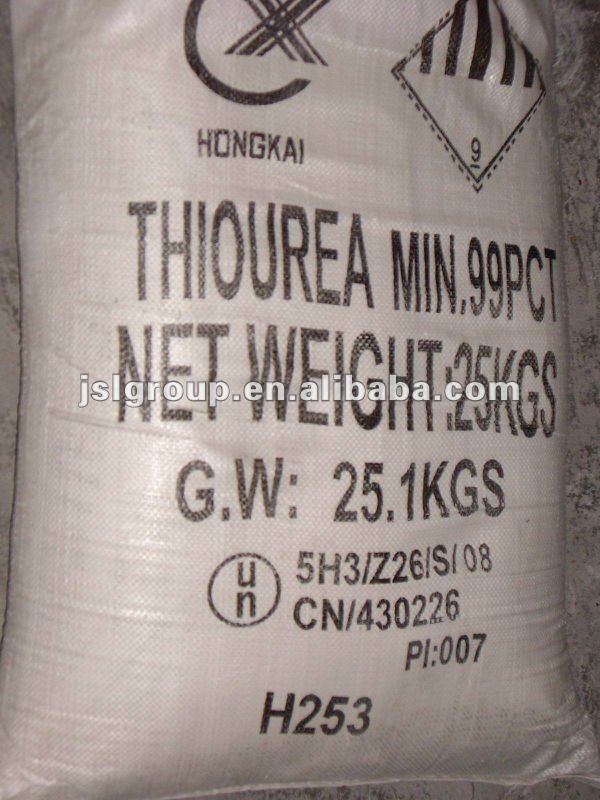 HONGKAI
9
THIOUREA MIN.99PCT
NET WEIGHT:25KGS
jslgroup.en.alibaba.com
G.W: 25.1KGS
un
5H3/Z26/S/08
CN/430226
PI:007
H253